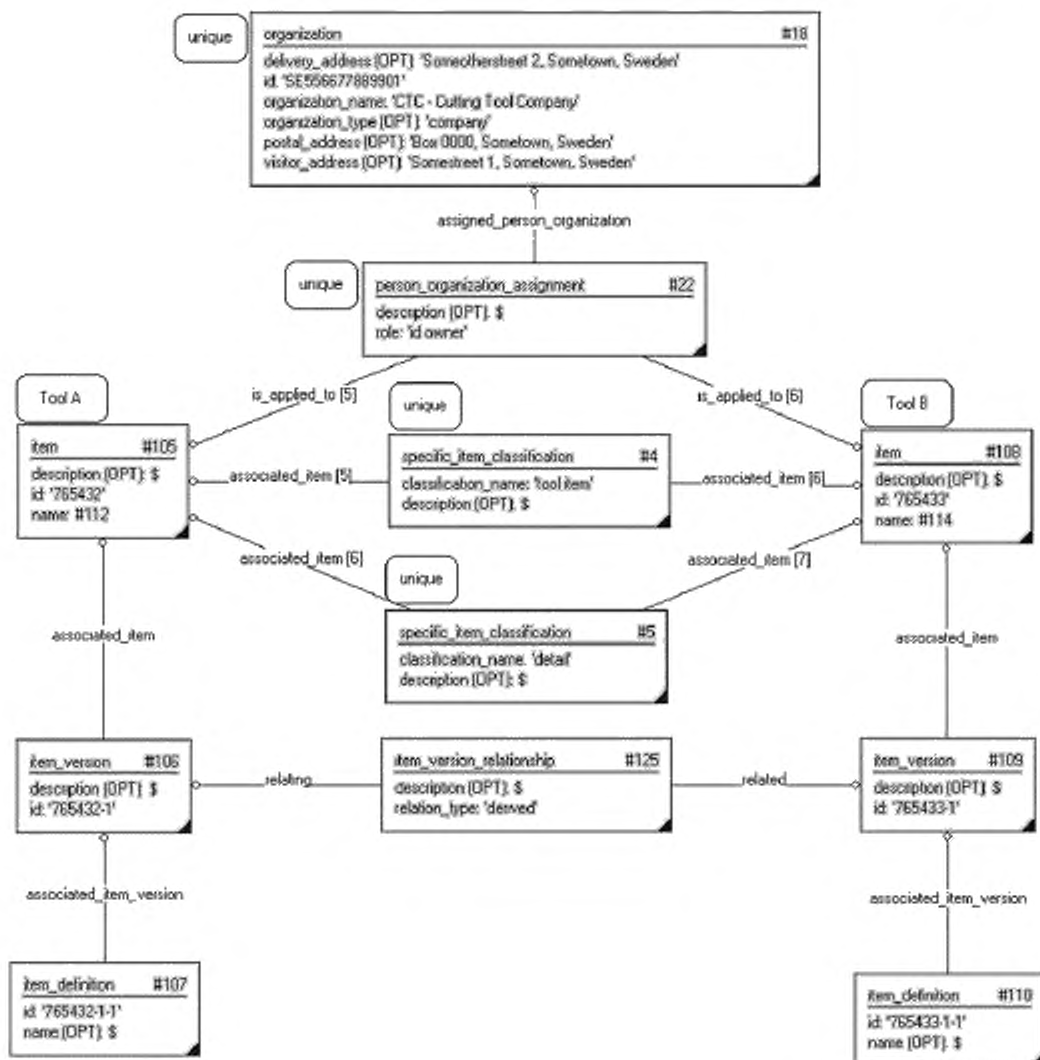 unique
organization #18
delivery_address (OPT): 'Someotherstreet 2, Sometown, Sweden'
id: 'SE556677889901'
organization_name: 'CTC - Cutting Tool Company'
organization_type (OPT): 'company'
postal_address (OPT): 'Box 0000, Sometown, Sweden'
visitor_address (OPT): 'Somestreet 1, Sometown, Sweden'
assigned_person_organization
unique
person_organization_assignment #22
description (OPT): $
role: 'id owner'
is_applied_to [5]
is_applied_to [6]
Tool A
unique
Tool B
item #105
description (OPT): $
id: '765432'
name: #112
associated_item [5]
specific_item_classification #4
classification_name: 'tool item'
description (OPT): $
associated_item [6]
item #108
description (OPT): $
id: '765433'
name: #114
associated_item [6]
associated_item [7]
unique
specific_item_classification #5
classification_name: 'detail'
description (OPT): $
associated_item
associated_item
item_version #106
description (OPT): $
id: '765432-1'
relating
item_version_relationship #125
description (OPT): $
relation_type: 'derived'
related
item_version #109
description (OPT): $
id: '765433-1'
associated_item_version
associated_item_version
item_definition #107
id: '765432-1-1'
name (OPT): $
item_definition #110
id: '765433-1-1'
name (OPT): $